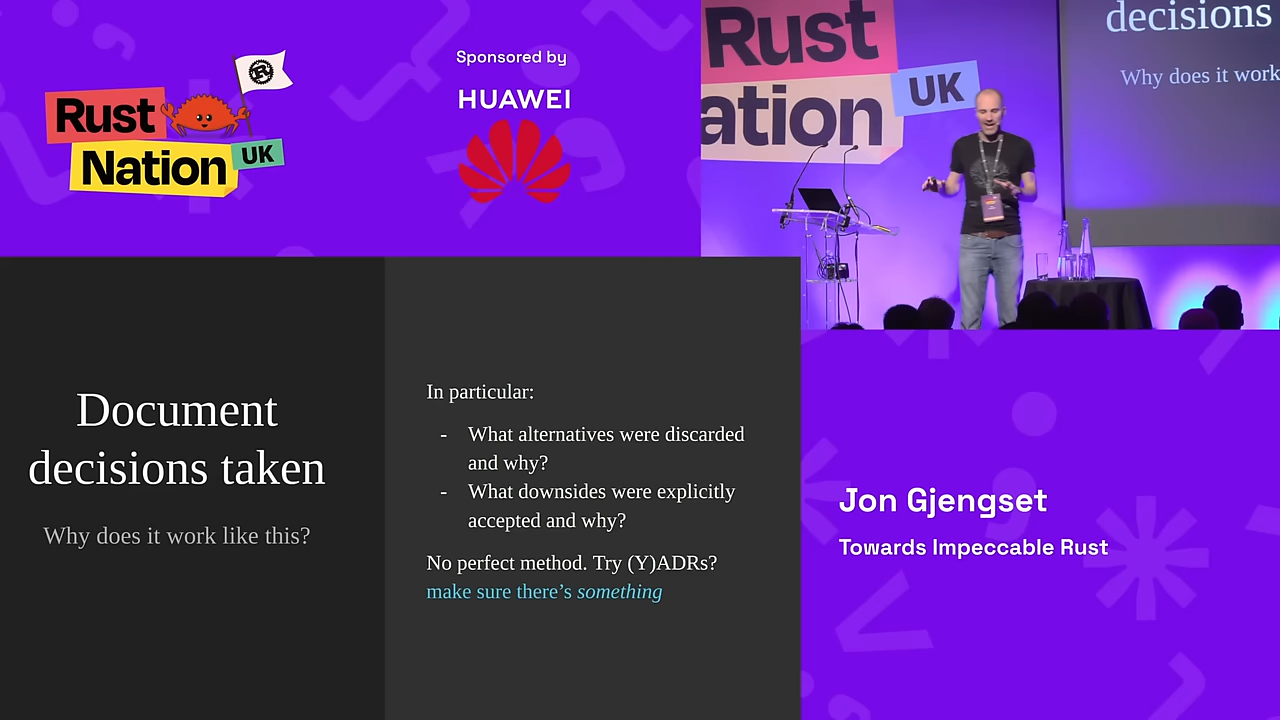 Rust
Nation
UK
Sponsored by
HUAWEI
Rust
ation
UK
decisions
Why does it work
Document
decisions taken
Why does it work like this?
In particular:
- What alternatives were discarded
and why?
- What downsides were explicitly
accepted and why?
No perfect method. Try (Y)ADRs?
make sure there's something
Jon Gjengset
Towards Impeccable Rust